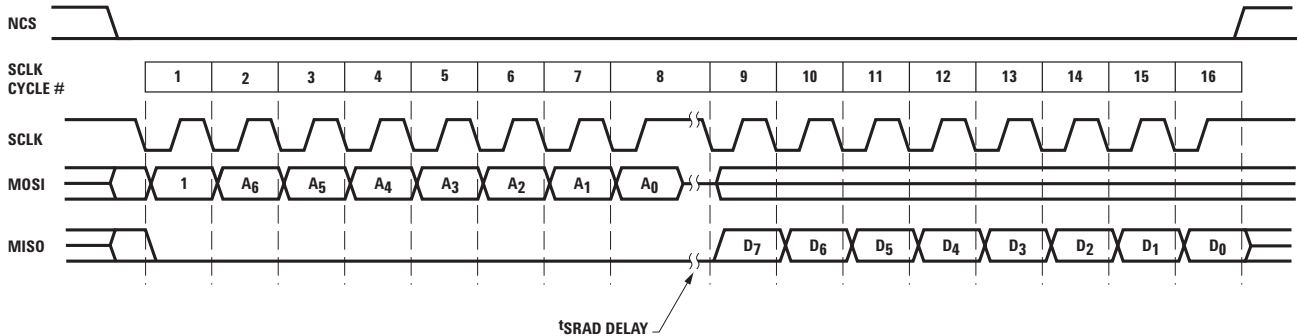 NCS
SCLK
CYCLE #
1 2 3 4 5 6 7 8 9 10 11 12 13 14 15 16
SCLK
MOSI
1 A6 A5 A4 A3 A2 A1 A0
MISO
D7 D6 D5 D4 D3 D2 D1 D0
tSRAD DELAY